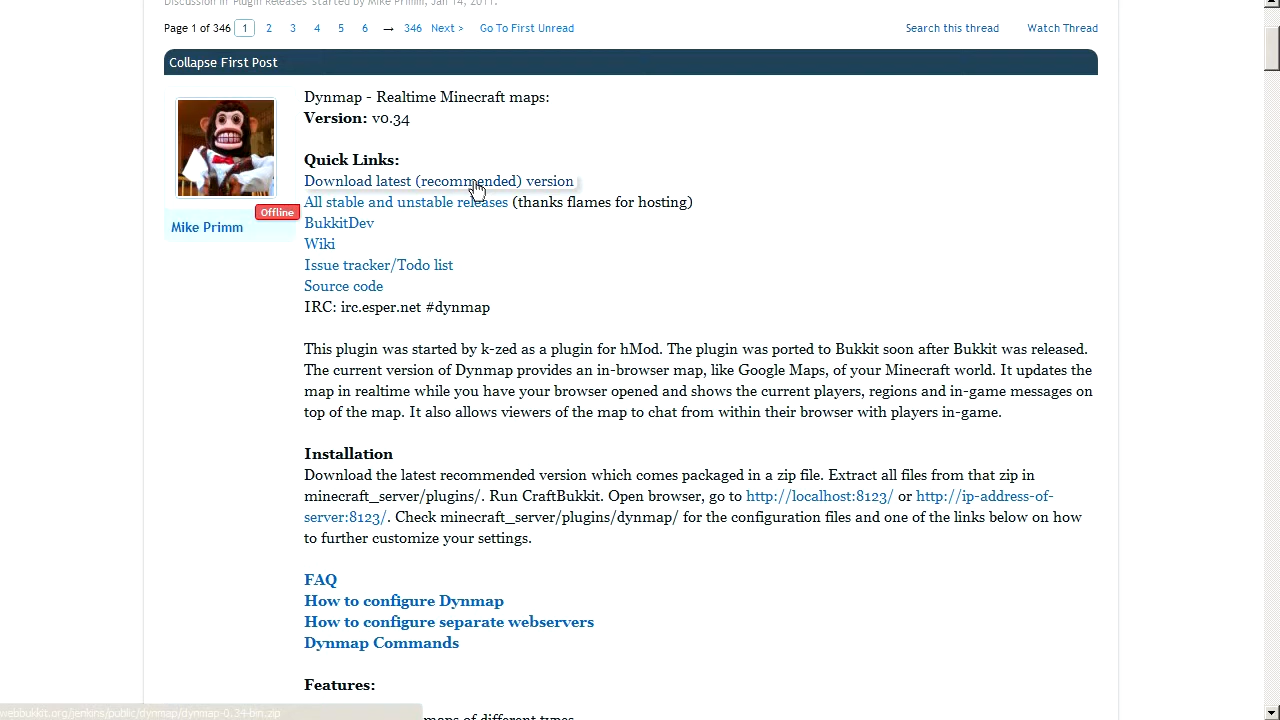 Discussion in 'Plugin Releases' started by Mike Primm, Jan 14, 2011.
Page 1 of 346 1 2 3 4 5 6 → 346 Next > Go To First Unread Search this thread Watch Thread
Collapse First Post
Offline
Mike Primm
Dynmap - Realtime Minecraft maps:
Version: v0.34
Quick Links:
Download latest (recommended) version
All stable and unstable releases (thanks flames for hosting)
BukkitDev
Wiki
Issue tracker/Todo list
Source code
IRC: irc.esper.net #dynmap
This plugin was started by k-zed as a plugin for hMod. The plugin was ported to Bukkit soon after Bukkit was released.
The current version of Dynmap provides an in-browser map, like Google Maps, of your Minecraft world. It updates the
map in realtime while you have your browser opened and shows the current players, regions and in-game messages on
top of the map. It also allows viewers of the map to chat from within their browser with players in-game.
Installation
Download the latest recommended version which comes packaged in a zip file. Extract all files from that zip in
minecraft_server/plugins/. Run CraftBukkit. Open browser, go to http://localhost:8123/ or http://ip-address-of-
server:8123/. Check minecraft_server/plugins/dynmap/ for the configuration files and one of the links below on how
to further customize your settings.
FAQ
How to configure Dynmap
How to configure separate webservers
Dynmap Commands
Features:
maps of different types
webbukkit.org/jenkins/public/dynmap/dynmap-0.34-bin.zip